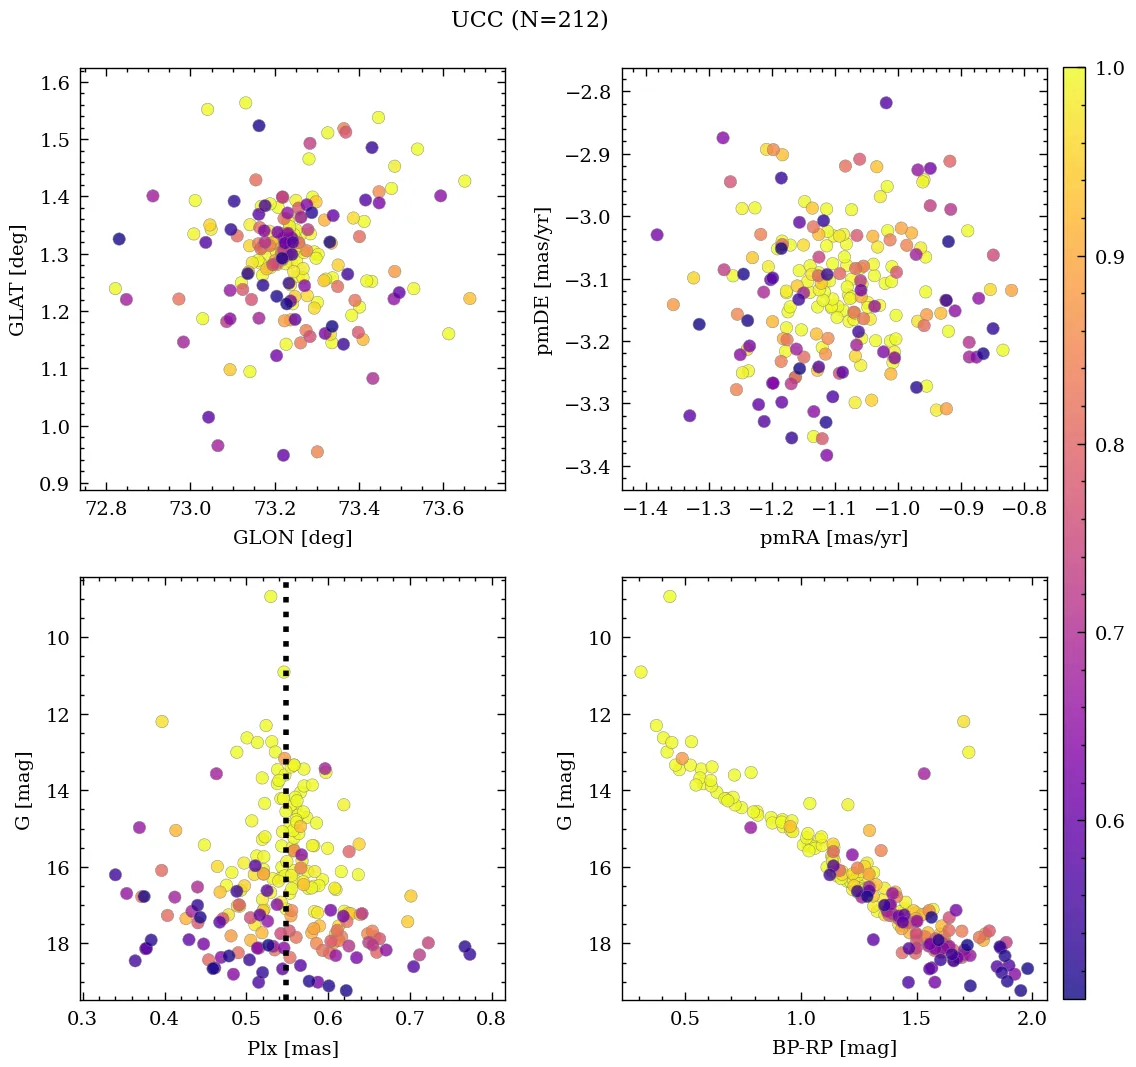 UCC (N=212)
1.6
1.5
1.4
1.3
1.2
1.1
1.0
0.9
GLAT [deg]
72.8 73.0 73.2 73.4 73.6
GLON [deg]
−2.8
−2.9
−3.0
−3.1
−3.2
−3.3
−3.4
pmDE [mas/yr]
−1.4 −1.3 −1.2 −1.1 −1.0 −0.9 −0.8
pmRA [mas/yr]
10
12
14
16
18
G [mag]
0.3 0.4 0.5 0.6 0.7 0.8
Plx [mas]
10
12
14
16
18
G [mag]
0.5 1.0 1.5 2.0
BP-RP [mag]
1.0
0.9
0.8
0.7
0.6